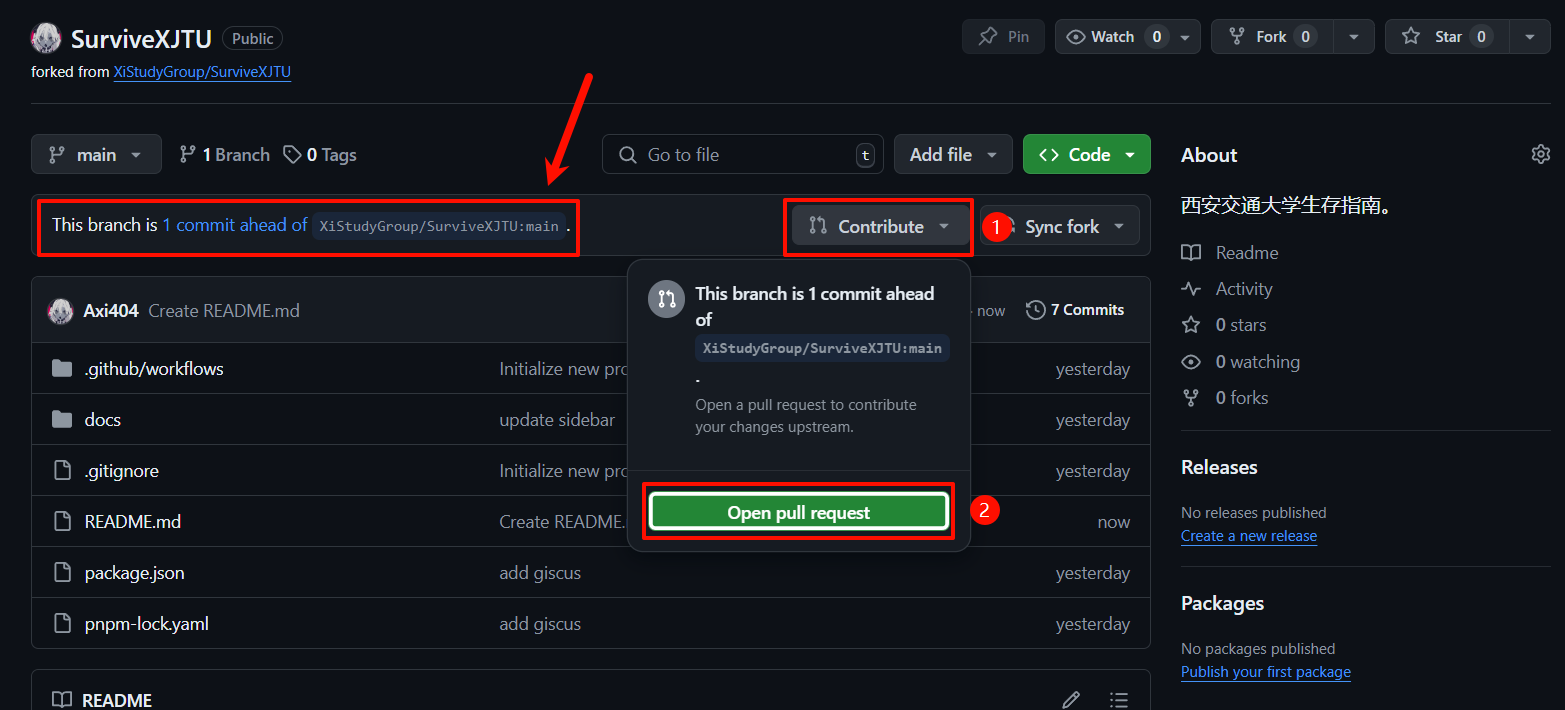 SurviveXJTU Public
Pin
Watch 0
Fork 0
Star 0
forked from XiStudyGroup/SurviveXJTU
main
1 Branch
0 Tags
Go to file
t
Add file
Code
This branch is 1 commit ahead of XiStudyGroup/SurviveXJTU:main .
Contribute
1
Sync fork
This branch is 1 commit ahead
of
XiStudyGroup/SurviveXJTU:main
.
Open a pull request to contribute
your changes upstream.
Open pull request
2
Axi404 Create README.md
now
7 Commits
.github/workflows
Initialize new pro
yesterday
docs
update sidebar
yesterday
.gitignore
Initialize new pro
yesterday
README.md
Create README.
now
package.json
add giscus
yesterday
pnpm-lock.yaml
add giscus
yesterday
README
About
西安交通大学生存指南。
Readme
Activity
0 stars
0 watching
0 forks
Releases
No releases published
Create a new release
Packages
No packages published
Publish your first package